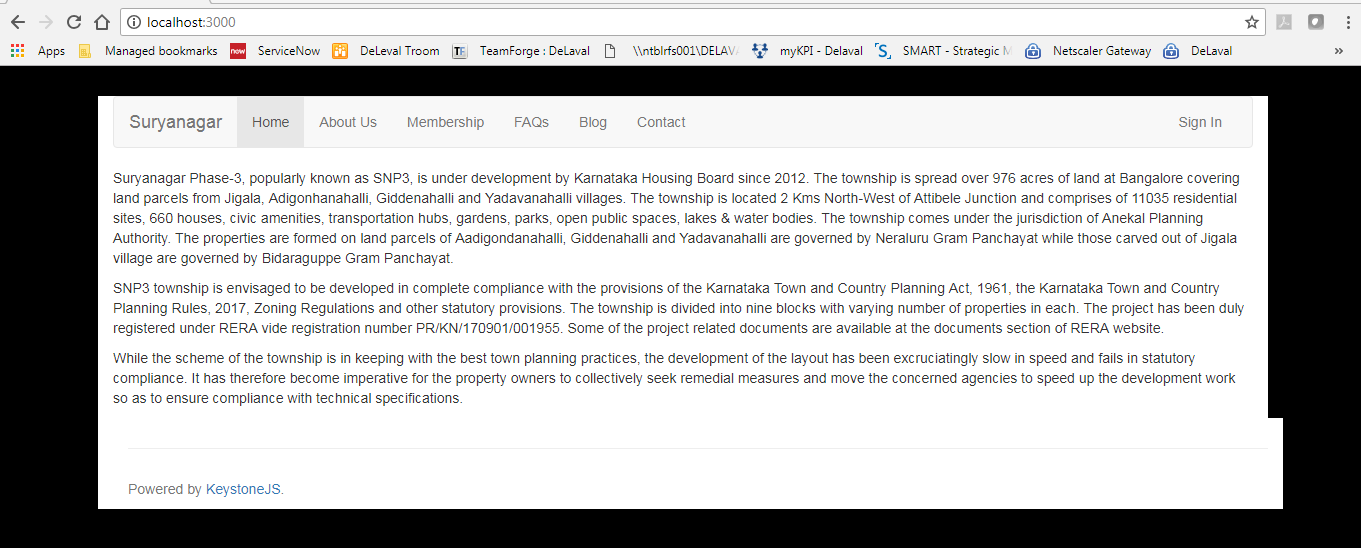 localhost:3000
Apps Managed bookmarks now ServiceNow DeLeval Troom TF TeamForge : DeLaval \\ntblrfs001\DELAV myKPI - Delaval S SMART - Strategic M Netscaler Gateway DeLaval »
Suryanagar Home About Us Membership FAQs Blog Contact Sign In
Suryanagar Phase-3, popularly known as SNP3, is under development by Karnataka Housing Board since 2012. The township is spread over 976 acres of land at Bangalore covering
land parcels from Jigala, Adigonhanahalli, Giddenahalli and Yadavanahalli villages. The township is located 2 Kms North-West of Attibele Junction and comprises of 11035 residential
sites, 660 houses, civic amenities, transportation hubs, gardens, parks, open public spaces, lakes & water bodies. The township comes under the jurisdiction of Anekal Planning
Authority. The properties are formed on land parcels of Aadigondanahalli, Giddenahalli and Yadavanahalli are governed by Neraluru Gram Panchayat while those carved out of Jigala
village are governed by Bidaraguppe Gram Panchayat.
SNP3 township is envisaged to be developed in complete compliance with the provisions of the Karnataka Town and Country Planning Act, 1961, the Karnataka Town and Country
Planning Rules, 2017, Zoning Regulations and other statutory provisions. The township is divided into nine blocks with varying number of properties in each. The project has been duly
registered under RERA vide registration number PR/KN/170901/001955. Some of the project related documents are available at the documents section of RERA website.
While the scheme of the township is in keeping with the best town planning practices, the development of the layout has been excruciatingly slow in speed and fails in statutory
compliance. It has therefore become imperative for the property owners to collectively seek remedial measures and move the concerned agencies to speed up the development work
so as to ensure compliance with technical specifications.
Powered by KeystoneJS.